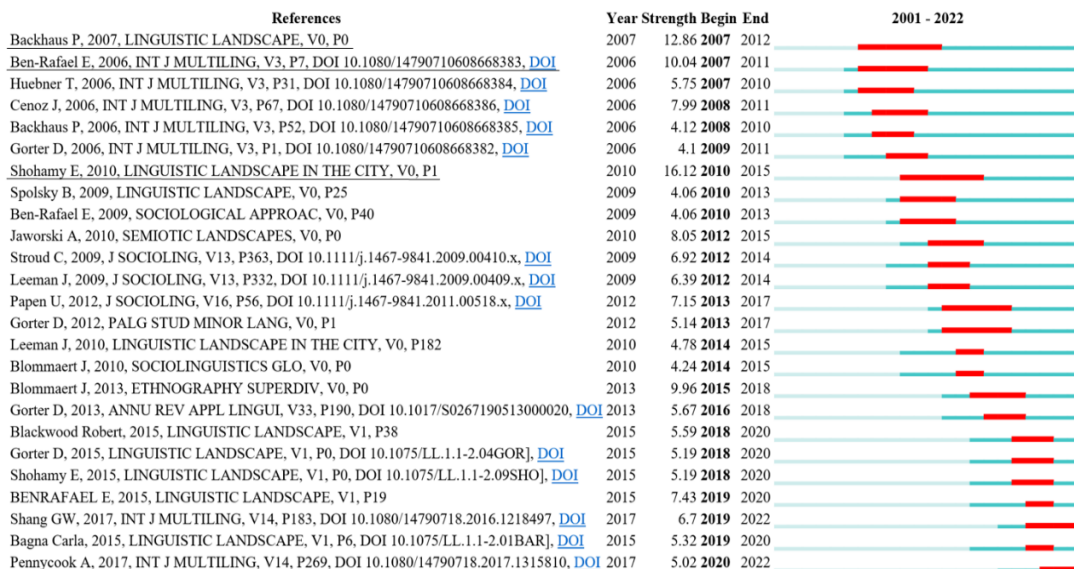 References Year Strength Begin End 2001 - 2022
Backhaus P, 2007, LINGUISTIC LANDSCAPE, V0, P0 2007 12.86 2007 2012
Ben-Rafael E, 2006, INT J MULTILING, V3, P7, DOI 10.1080/14790710608668383, DOI 2006 10.04 2007 2011
Huebner T, 2006, INT J MULTILING, V3, P31, DOI 10.1080/14790710608668384, DOI 2006 5.75 2007 2010
Cenoz J, 2006, INT J MULTILING, V3, P67, DOI 10.1080/14790710608668386, DOI 2006 7.99 2008 2011
Backhaus P, 2006, INT J MULTILING, V3, P52, DOI 10.1080/14790710608668385, DOI 2006 4.12 2008 2010
Gorter D, 2006, INT J MULTILING, V3, P1, DOI 10.1080/14790710608668382, DOI 2006 4.1 2009 2011
Shohamy E, 2010, LINGUISTIC LANDSCAPE IN THE CITY, V0, P1 2010 16.12 2010 2015
Spolsky B, 2009, LINGUISTIC LANDSCAPE, V0, P25 2009 4.06 2010 2013
Ben-Rafael E, 2009, SOCIOLOGICAL APPROAC, V0, P40 2009 4.06 2010 2013
Jaworski A, 2010, SEMIOTIC LANDSCAPES, V0, P0 2010 8.05 2012 2015
Stroud C, 2009, J SOCIOLING, V13, P363, DOI 10.1111/j.1467-9841.2009.00410.x, DOI 2009 6.92 2012 2014
Leeman J, 2009, J SOCIOLING, V13, P332, DOI 10.1111/j.1467-9841.2009.00409.x, DOI 2009 6.39 2012 2014
Papen U, 2012, J SOCIOLING, V16, P56, DOI 10.1111/j.1467-9841.2011.00518.x, DOI 2012 7.15 2013 2017
Gorter D, 2012, PALG STUD MINOR LANG, V0, P1 2012 5.14 2013 2017
Leeman J, 2010, LINGUISTIC LANDSCAPE IN THE CITY, V0, P182 2010 4.78 2014 2015
Blommaert J, 2010, SOCIOLINGUISTICS GLO, V0, P0 2010 4.24 2014 2015
Blommaert J, 2013, ETHNOGRAPHY SUPERDIV, V0, P0 2013 9.96 2015 2018
Gorter D, 2013, ANNU REV APPL LINGUI, V33, P190, DOI 10.1017/S0267190513000020, DOI 2013 5.67 2016 2018
Blackwood Robert, 2015, LINGUISTIC LANDSCAPE, V1, P38 2015 5.59 2018 2020
Gorter D, 2015, LINGUISTIC LANDSCAPE, V1, P0, DOI 10.1075/LL.1.1-2.04GOR], DOI 2015 5.19 2018 2020
Shohamy E, 2015, LINGUISTIC LANDSCAPE, V1, P0, DOI 10.1075/LL.1.1-2.09SHO], DOI 2015 5.19 2018 2020
BENRAFAEL E, 2015, LINGUISTIC LANDSCAPE, V1, P19 2015 7.43 2019 2020
Shang GW, 2017, INT J MULTILING, V14, P183, DOI 10.1080/14790718.2016.1218497, DOI 2017 6.7 2019 2022
Bagna Carla, 2015, LINGUISTIC LANDSCAPE, V1, P6, DOI 10.1075/LL.1.1-2.01BAR], DOI 2015 5.32 2019 2020
Pennycook A, 2017, INT J MULTILING, V14, P269, DOI 10.1080/14790718.2017.1315810, DOI 2017 5.02 2020 2022